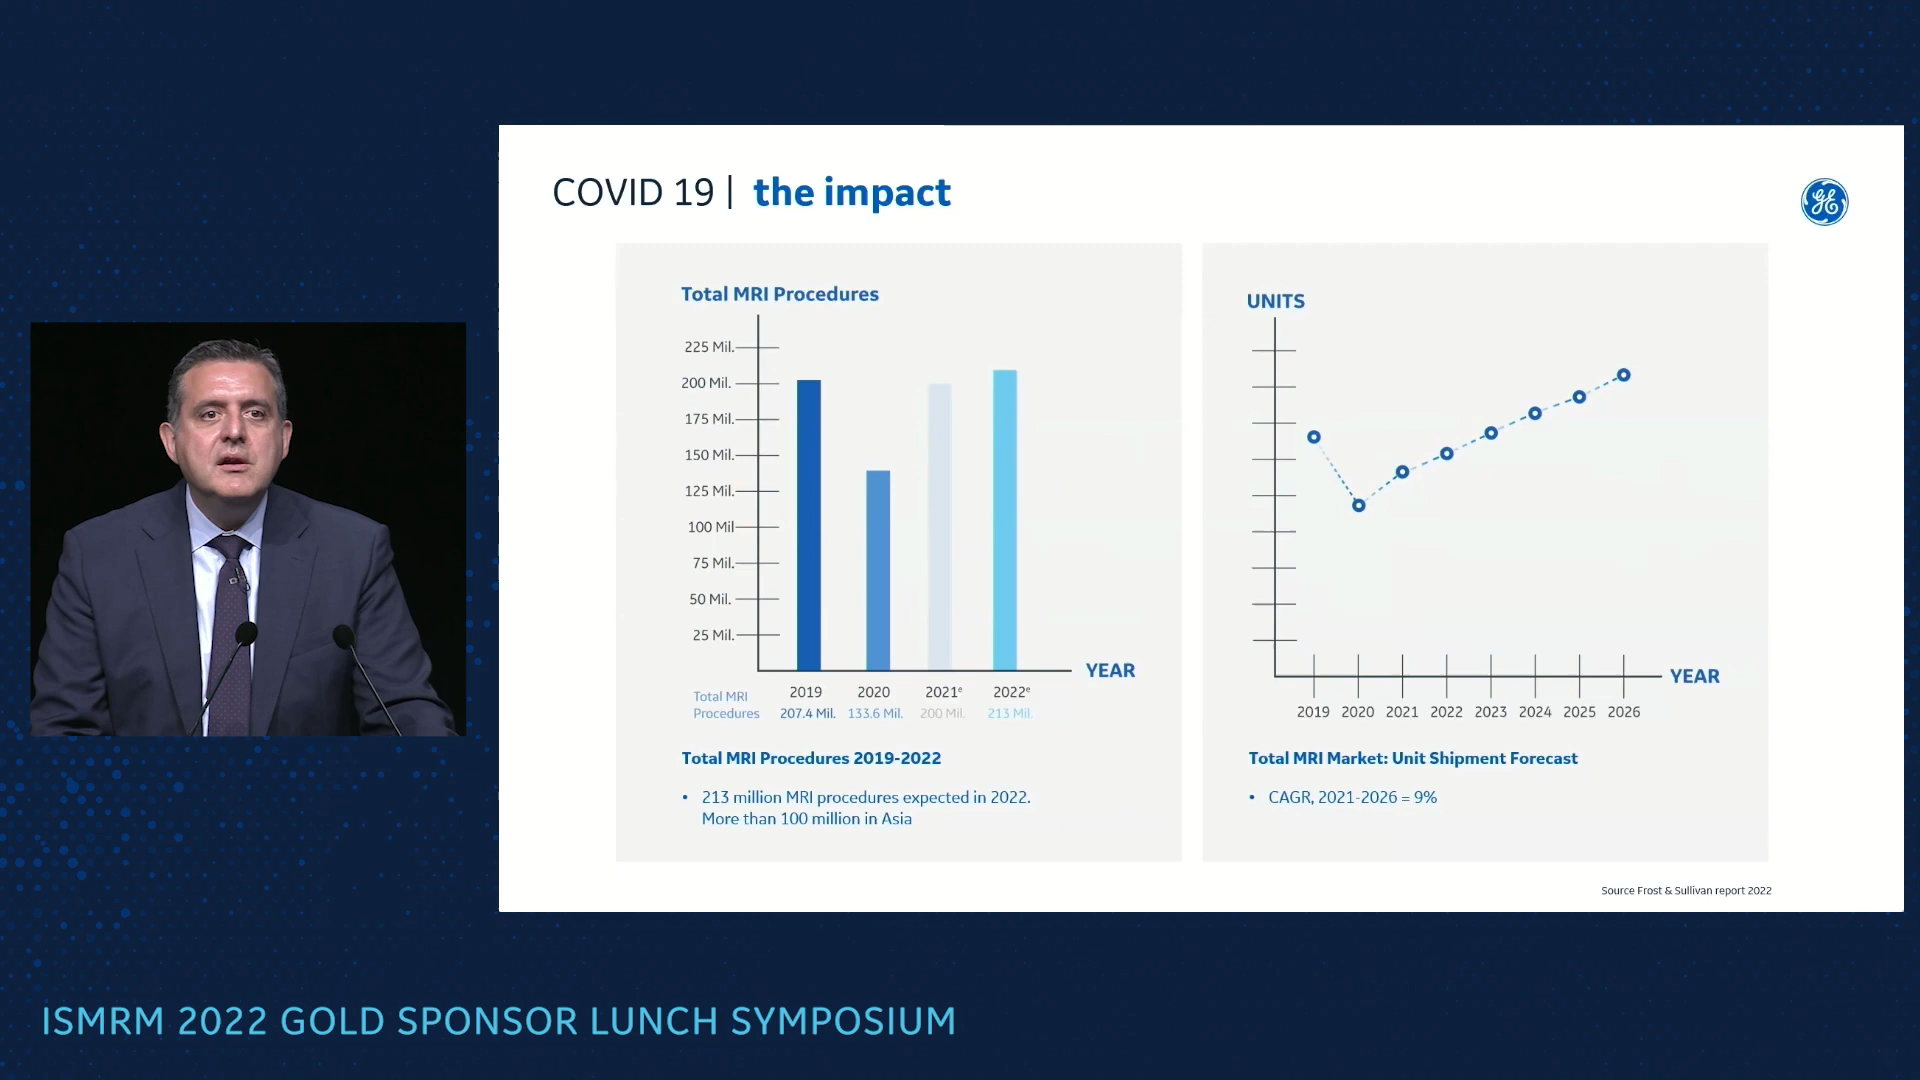 COVID 19 | the impact
GE
Total MRI Procedures
225 Mil.
200 Mil.
175 Mil.
150 Mil.
125 Mil.
100 Mil
75 Mil.
50 Mil.
25 Mil.
YEAR
2019 2020 2021ᵉ 2022ᵉ
Total MRI
Procedures 207.4 Mil. 133.6 Mil. 200 Mil. 213 Mil.
Total MRI Procedures 2019-2022
• 213 million MRI procedures expected in 2022.
More than 100 million in Asia
UNITS
YEAR
2019 2020 2021 2022 2023 2024 2025 2026
Total MRI Market: Unit Shipment Forecast
• CAGR, 2021-2026 = 9%
Source Frost & Sullivan report 2022
ISMRM 2022 GOLD SPONSOR LUNCH SYMPOSIUM